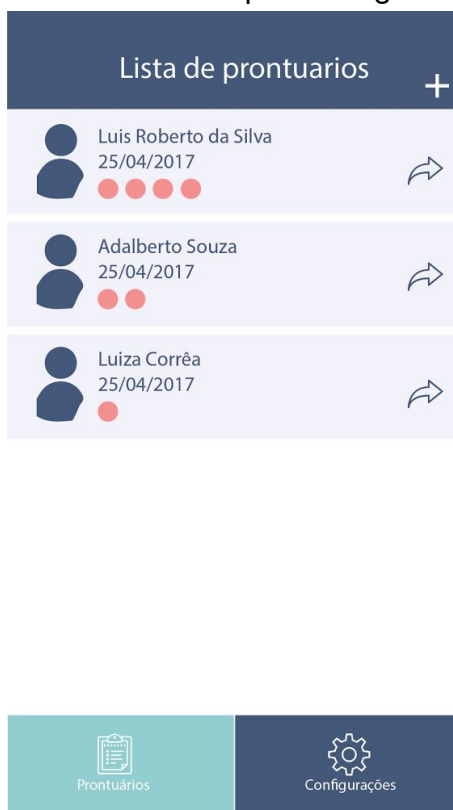 Lista de prontuarios
+
Luis Roberto da Silva
25/04/2017
Adalberto Souza
25/04/2017
Luiza Corrêa
25/04/2017
Prontuários
Configurações